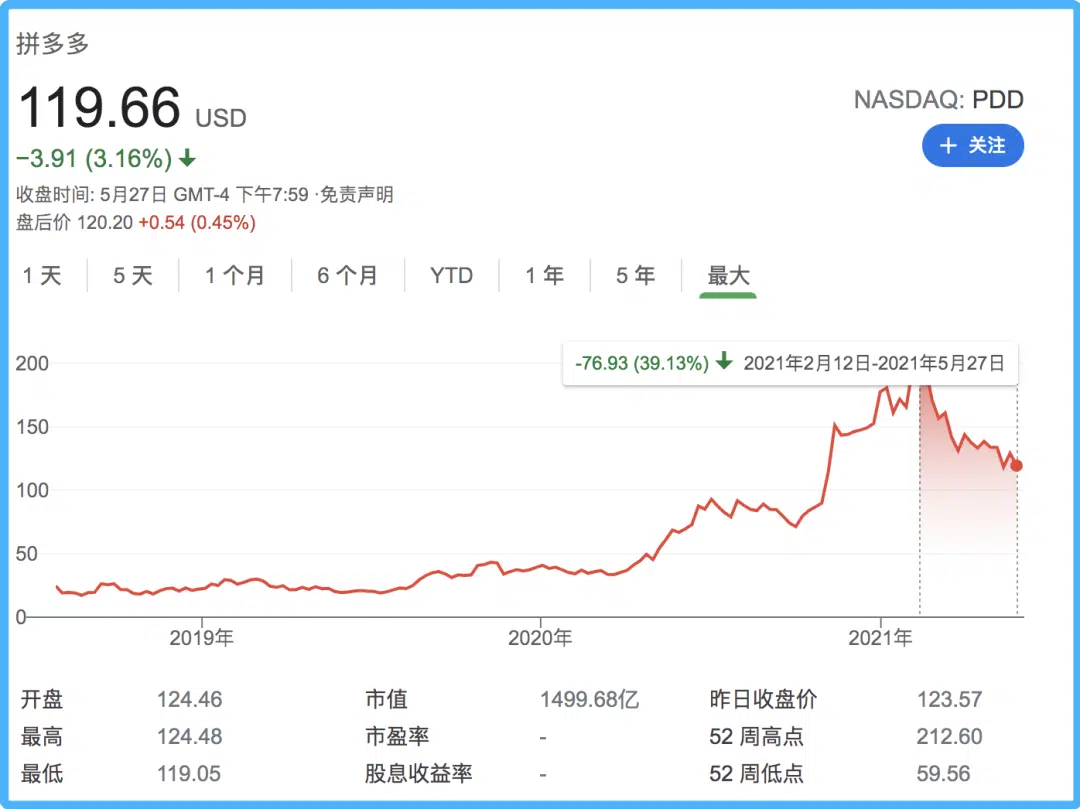 拼多多
119.66 USD
NASDAQ: PDD
−3.91 (3.16%)
+ 关注
收盘时间: 5月27日 GMT-4 下午7:59 ·免责声明
盘后价 120.20 +0.54 (0.45%)
1 天 5 天 1 个月 6 个月 YTD 1 年 5 年 最大
-76.93 (39.13%) 2021年2月12日-2021年5月27日
200
150
100
50
0
2019年 2020年 2021年
开盘 124.46 市值 1499.68亿 昨日收盘价 123.57
最高 124.48 市盈率 - 52 周高点 212.60
最低 119.05 股息收益率 - 52 周低点 59.56